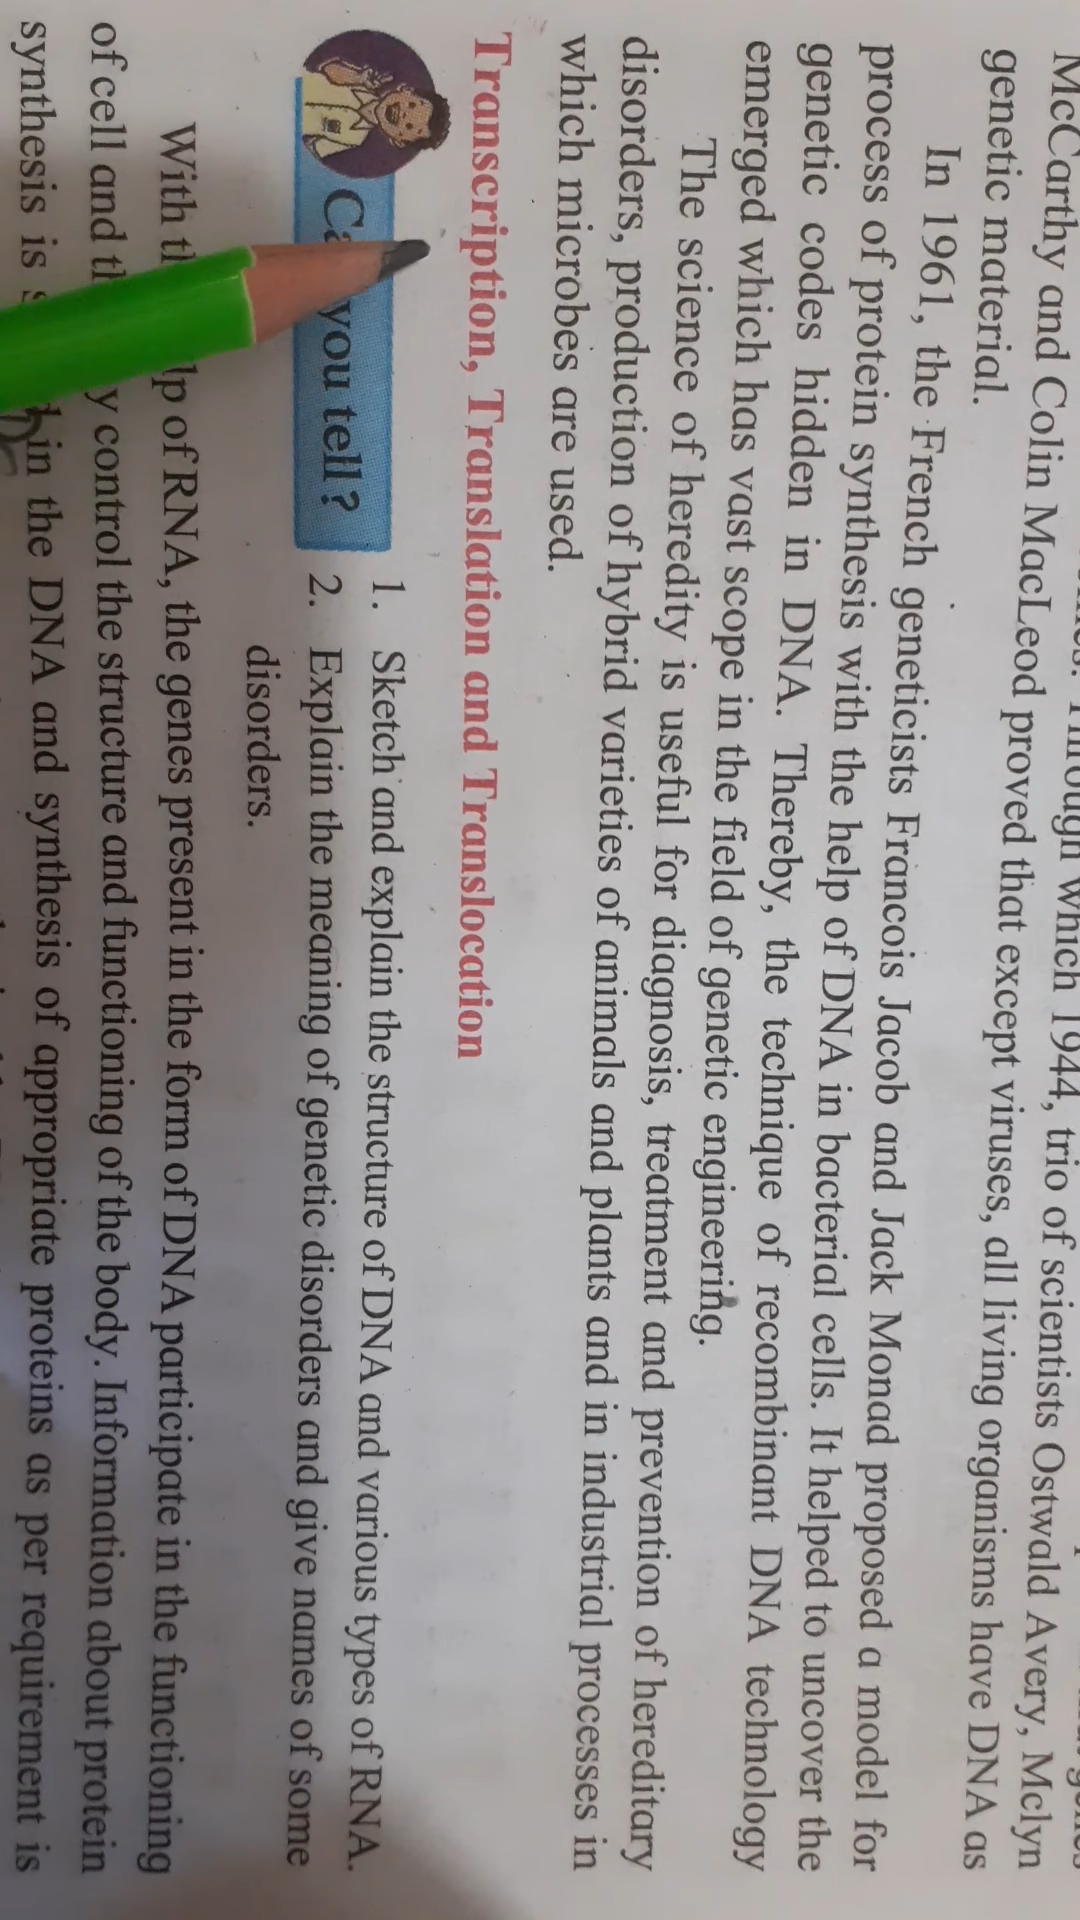 Through which 1944, trio of scientists Ostwald Avery, Mclyn
McCarthy and Colin MacLeod proved that except viruses, all living organisms have DNA as
genetic material.
In 1961, the French geneticists Francois Jacob and Jack Monad proposed a model for
process of protein synthesis with the help of DNA in bacterial cells. It helped to uncover the
genetic codes hidden in DNA. Thereby, the technique of recombinant DNA technology
emerged which has vast scope in the field of genetic engineering.
The science of heredity is useful for diagnosis, treatment and prevention of hereditary
disorders, production of hybrid varieties of animals and plants and in industrial processes in
which microbes are used.
Transcription, Translation and Translocation
you tell?
1. Sketch and explain the structure of DNA and various types of RNA.
2. Explain the meaning of genetic disorders and give names of some
disorders.
With of RNA, the genes present in the form of DNA participate in the functioning
of cell and control the structure and functioning of the body. Information about protein
synthesis is in the DNA and synthesis of appropriate proteins as per requirement is